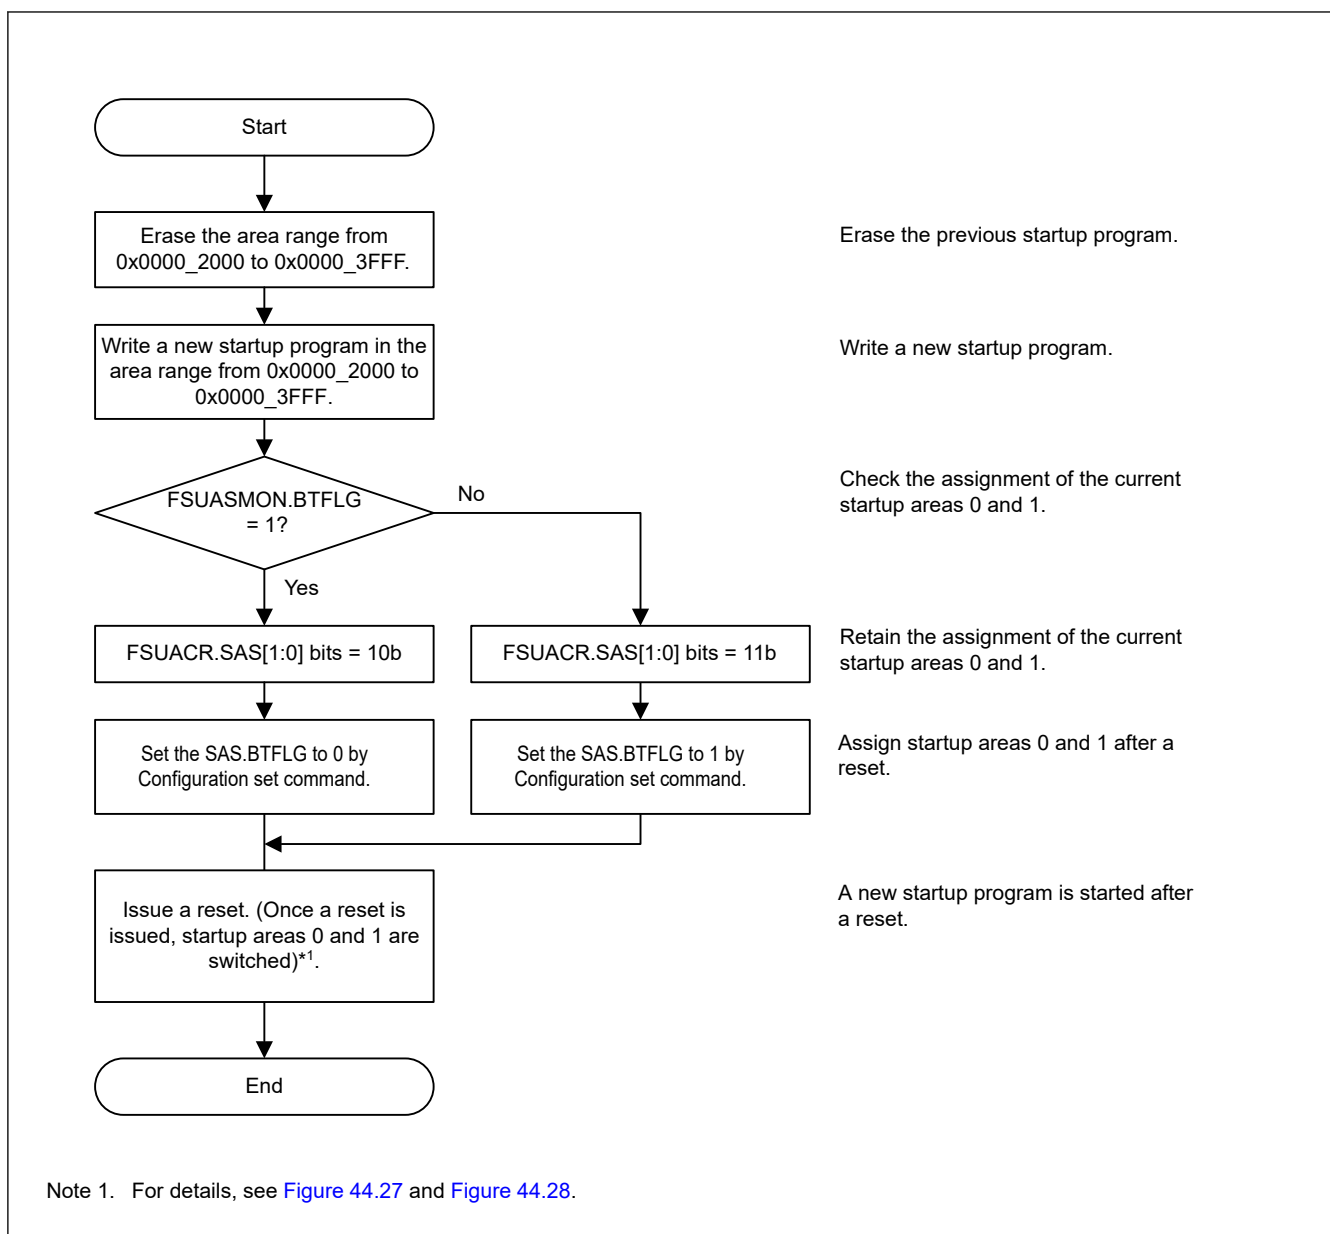 Start
Erase the area range from
0x0000_2000 to 0x0000_3FFF.
Erase the previous startup program.
Write a new startup program in the
area range from 0x0000_2000 to
0x0000_3FFF.
Write a new startup program.
FSUASMON.BTFLG
= 1?
No
Yes
Check the assignment of the current
startup areas 0 and 1.
FSUACR.SAS[1:0] bits = 10b
FSUACR.SAS[1:0] bits = 11b
Retain the assignment of the current
startup areas 0 and 1.
Set the SAS.BTFLG to 0 by
Configuration set command.
Set the SAS.BTFLG to 1 by
Configuration set command.
Assign startup areas 0 and 1 after a
reset.
Issue a reset. (Once a reset is
issued, startup areas 0 and 1 are
switched)*1.
A new startup program is started after
a reset.
End
Note 1. For details, see Figure 44.27 and Figure 44.28.